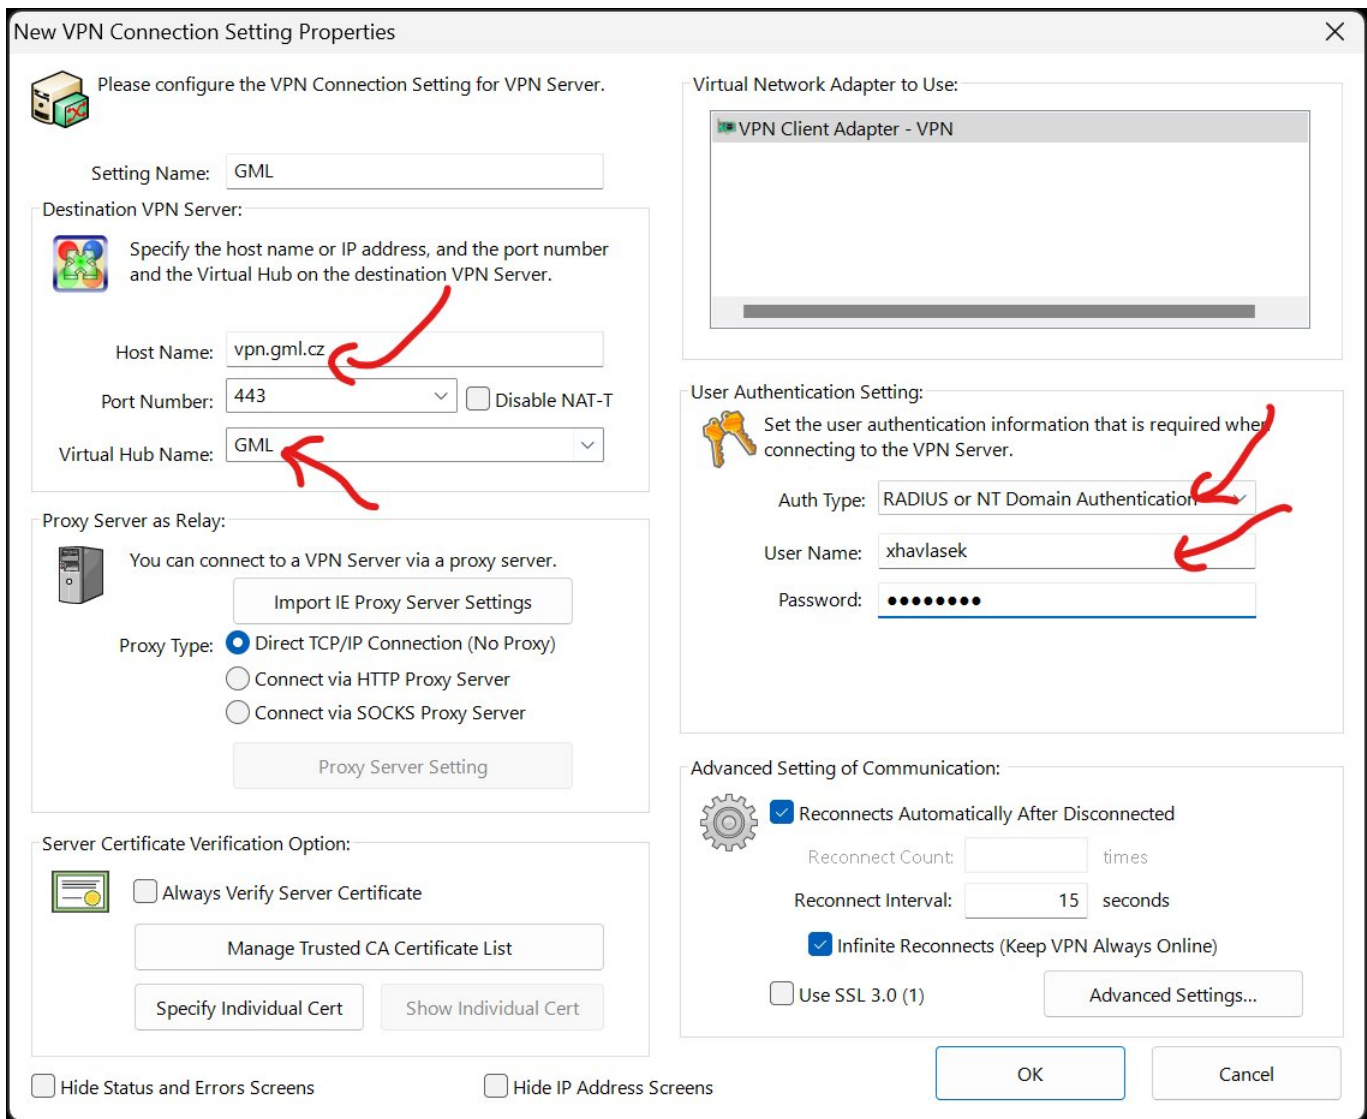 New VPN Connection Setting Properties
Please configure the VPN Connection Setting for VPN Server.
Setting Name: GML
Destination VPN Server:
Specify the host name or IP address, and the port number
and the Virtual Hub on the destination VPN Server.
Host Name: vpn.gml.cz
Port Number: 443 Disable NAT-T
Virtual Hub Name: GML
Proxy Server as Relay:
You can connect to a VPN Server via a proxy server.
Import IE Proxy Server Settings
Proxy Type: Direct TCP/IP Connection (No Proxy)
Connect via HTTP Proxy Server
Connect via SOCKS Proxy Server
Proxy Server Setting
Server Certificate Verification Option:
Always Verify Server Certificate
Manage Trusted CA Certificate List
Specify Individual Cert Show Individual Cert
Hide Status and Errors Screens Hide IP Address Screens
Virtual Network Adapter to Use:
VPN Client Adapter - VPN
User Authentication Setting:
Set the user authentication information that is required when
connecting to the VPN Server.
Auth Type: RADIUS or NT Domain Authentication
User Name: xhavlasek
Password: ●●●●●●●●
Advanced Setting of Communication:
Reconnects Automatically After Disconnected
Reconnect Count: times
Reconnect Interval: 15 seconds
Infinite Reconnects (Keep VPN Always Online)
Use SSL 3.0 (1) Advanced Settings...
OK Cancel